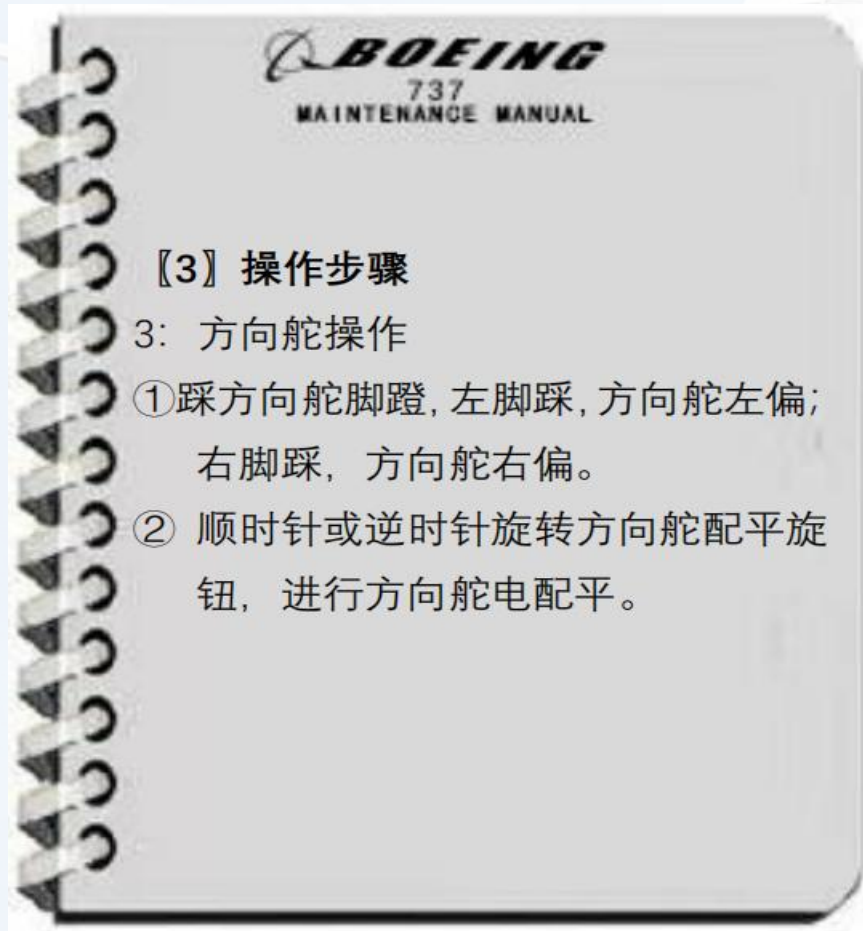 BOEING
737
MAINTENANCE MANUAL
〖3〗操作步骤
3: 方向舵操作
①踩方向舵脚蹬, 左脚踩, 方向舵左偏;
右脚踩, 方向舵右偏。
② 顺时针或逆时针旋转方向舵配平旋
钮, 进行方向舵电配平。